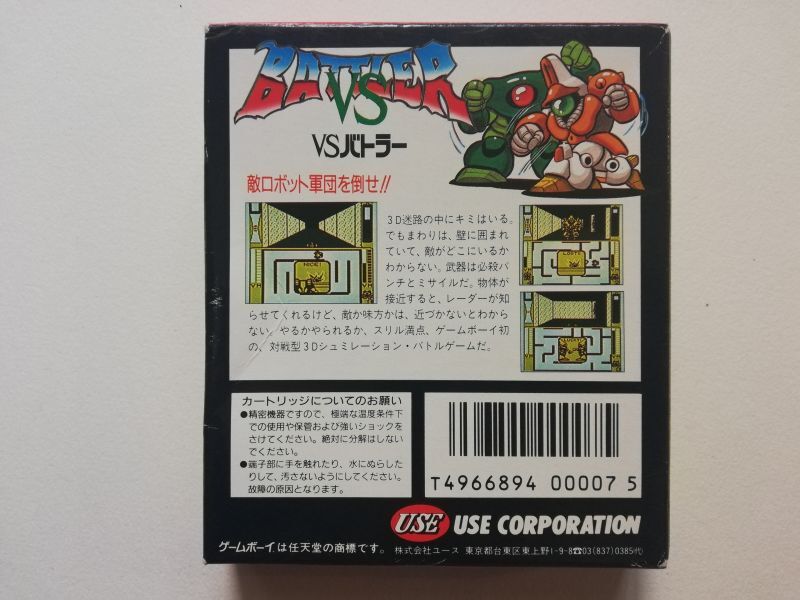 BATTLER
VS
VSバトラー
敵ロボット軍団を倒せ!!
3D迷路の中にキミはいる。
でもまわりは、壁に囲まれ
ていて、敵がどこにいるか
わからない。武器は必殺パ
ンチとミサイルだ。物体が
接近すると、レーダーが知
らせてくれるけど、敵か味方かは、近づかないとわから
ない。やるかやられるか、スリル満点、ゲームボーイ初
の、対戦型3Dシュミレーション・バトルゲームだ。
NICE!
LOST!
LUCKY
カートリッジについてのお願い
●精密機器ですので、極端な温度条件下
での使用や保管および強いショックを
さけてください。絶対に分解はしない
でください。
●端子部に手を触れたり、水にぬらした
りして、汚さないようにしてください。
故障の原因となります。
T4966894 00007 5
USE USE CORPORATION
ゲームボーイは任天堂の商標です。 株式会社ユース 東京都台東区東上野1-9-8☎03(837)0385(代)